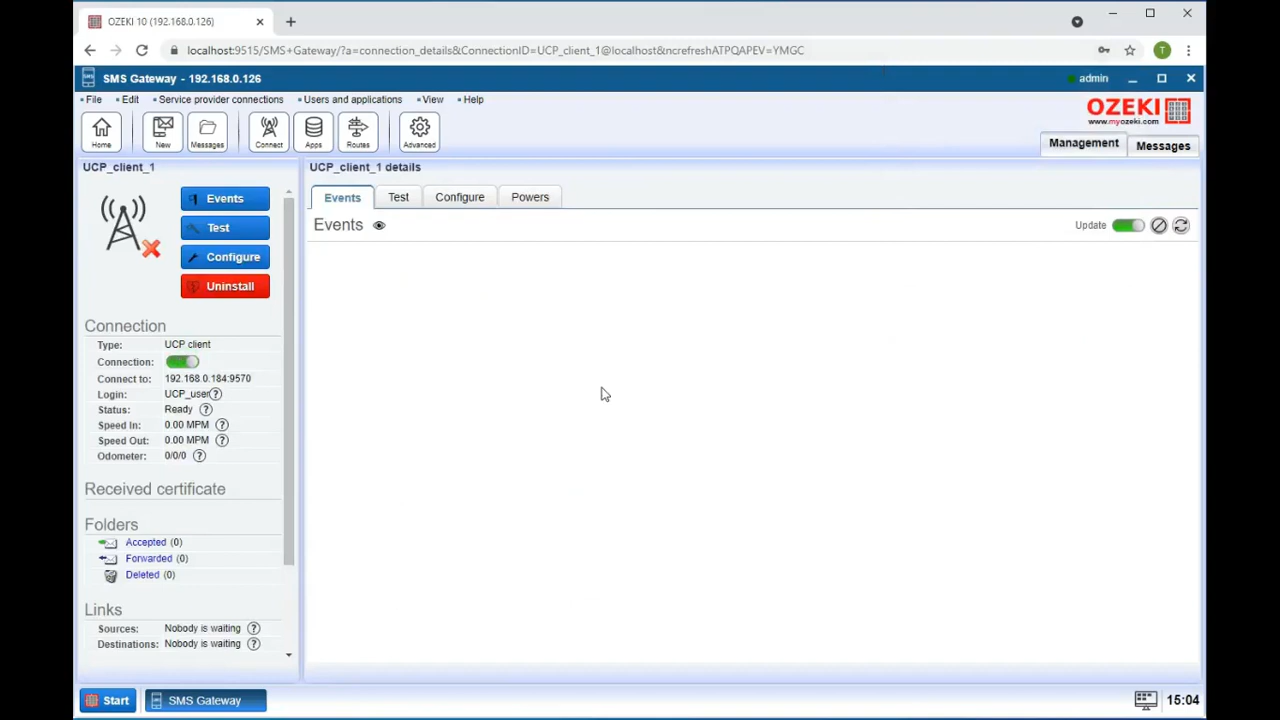 OZEKI 10 (192.168.0.126)
localhost:9515/SMS+Gateway/?a=connection_details&ConnectionID=UCP_client_1@localhost&ncrefreshATPQAPEV=YMGC
T
SMS Gateway - 192.168.0.126
admin
File Edit Service provider connections Users and applications View Help
OZEKI
www.myozeki.com
Home New Messages Connect Apps Routes Advanced
Management Messages
UCP_client_1
UCP_client_1 details
Events
Test
Configure
Uninstall
Events Test Configure Powers
Events
Update
Connection
Type: UCP client
Connection:
Connect to: 192.168.0.184:9570
Login: UCP_user ?
Status: Ready ?
Speed In: 0.00 MPM ?
Speed Out: 0.00 MPM ?
Odometer: 0/0/0 ?
Received certificate
Folders
Accepted (0)
Forwarded (0)
Deleted (0)
Links
Sources: Nobody is waiting ?
Destinations: Nobody is waiting ?
Start SMS Gateway 15:04